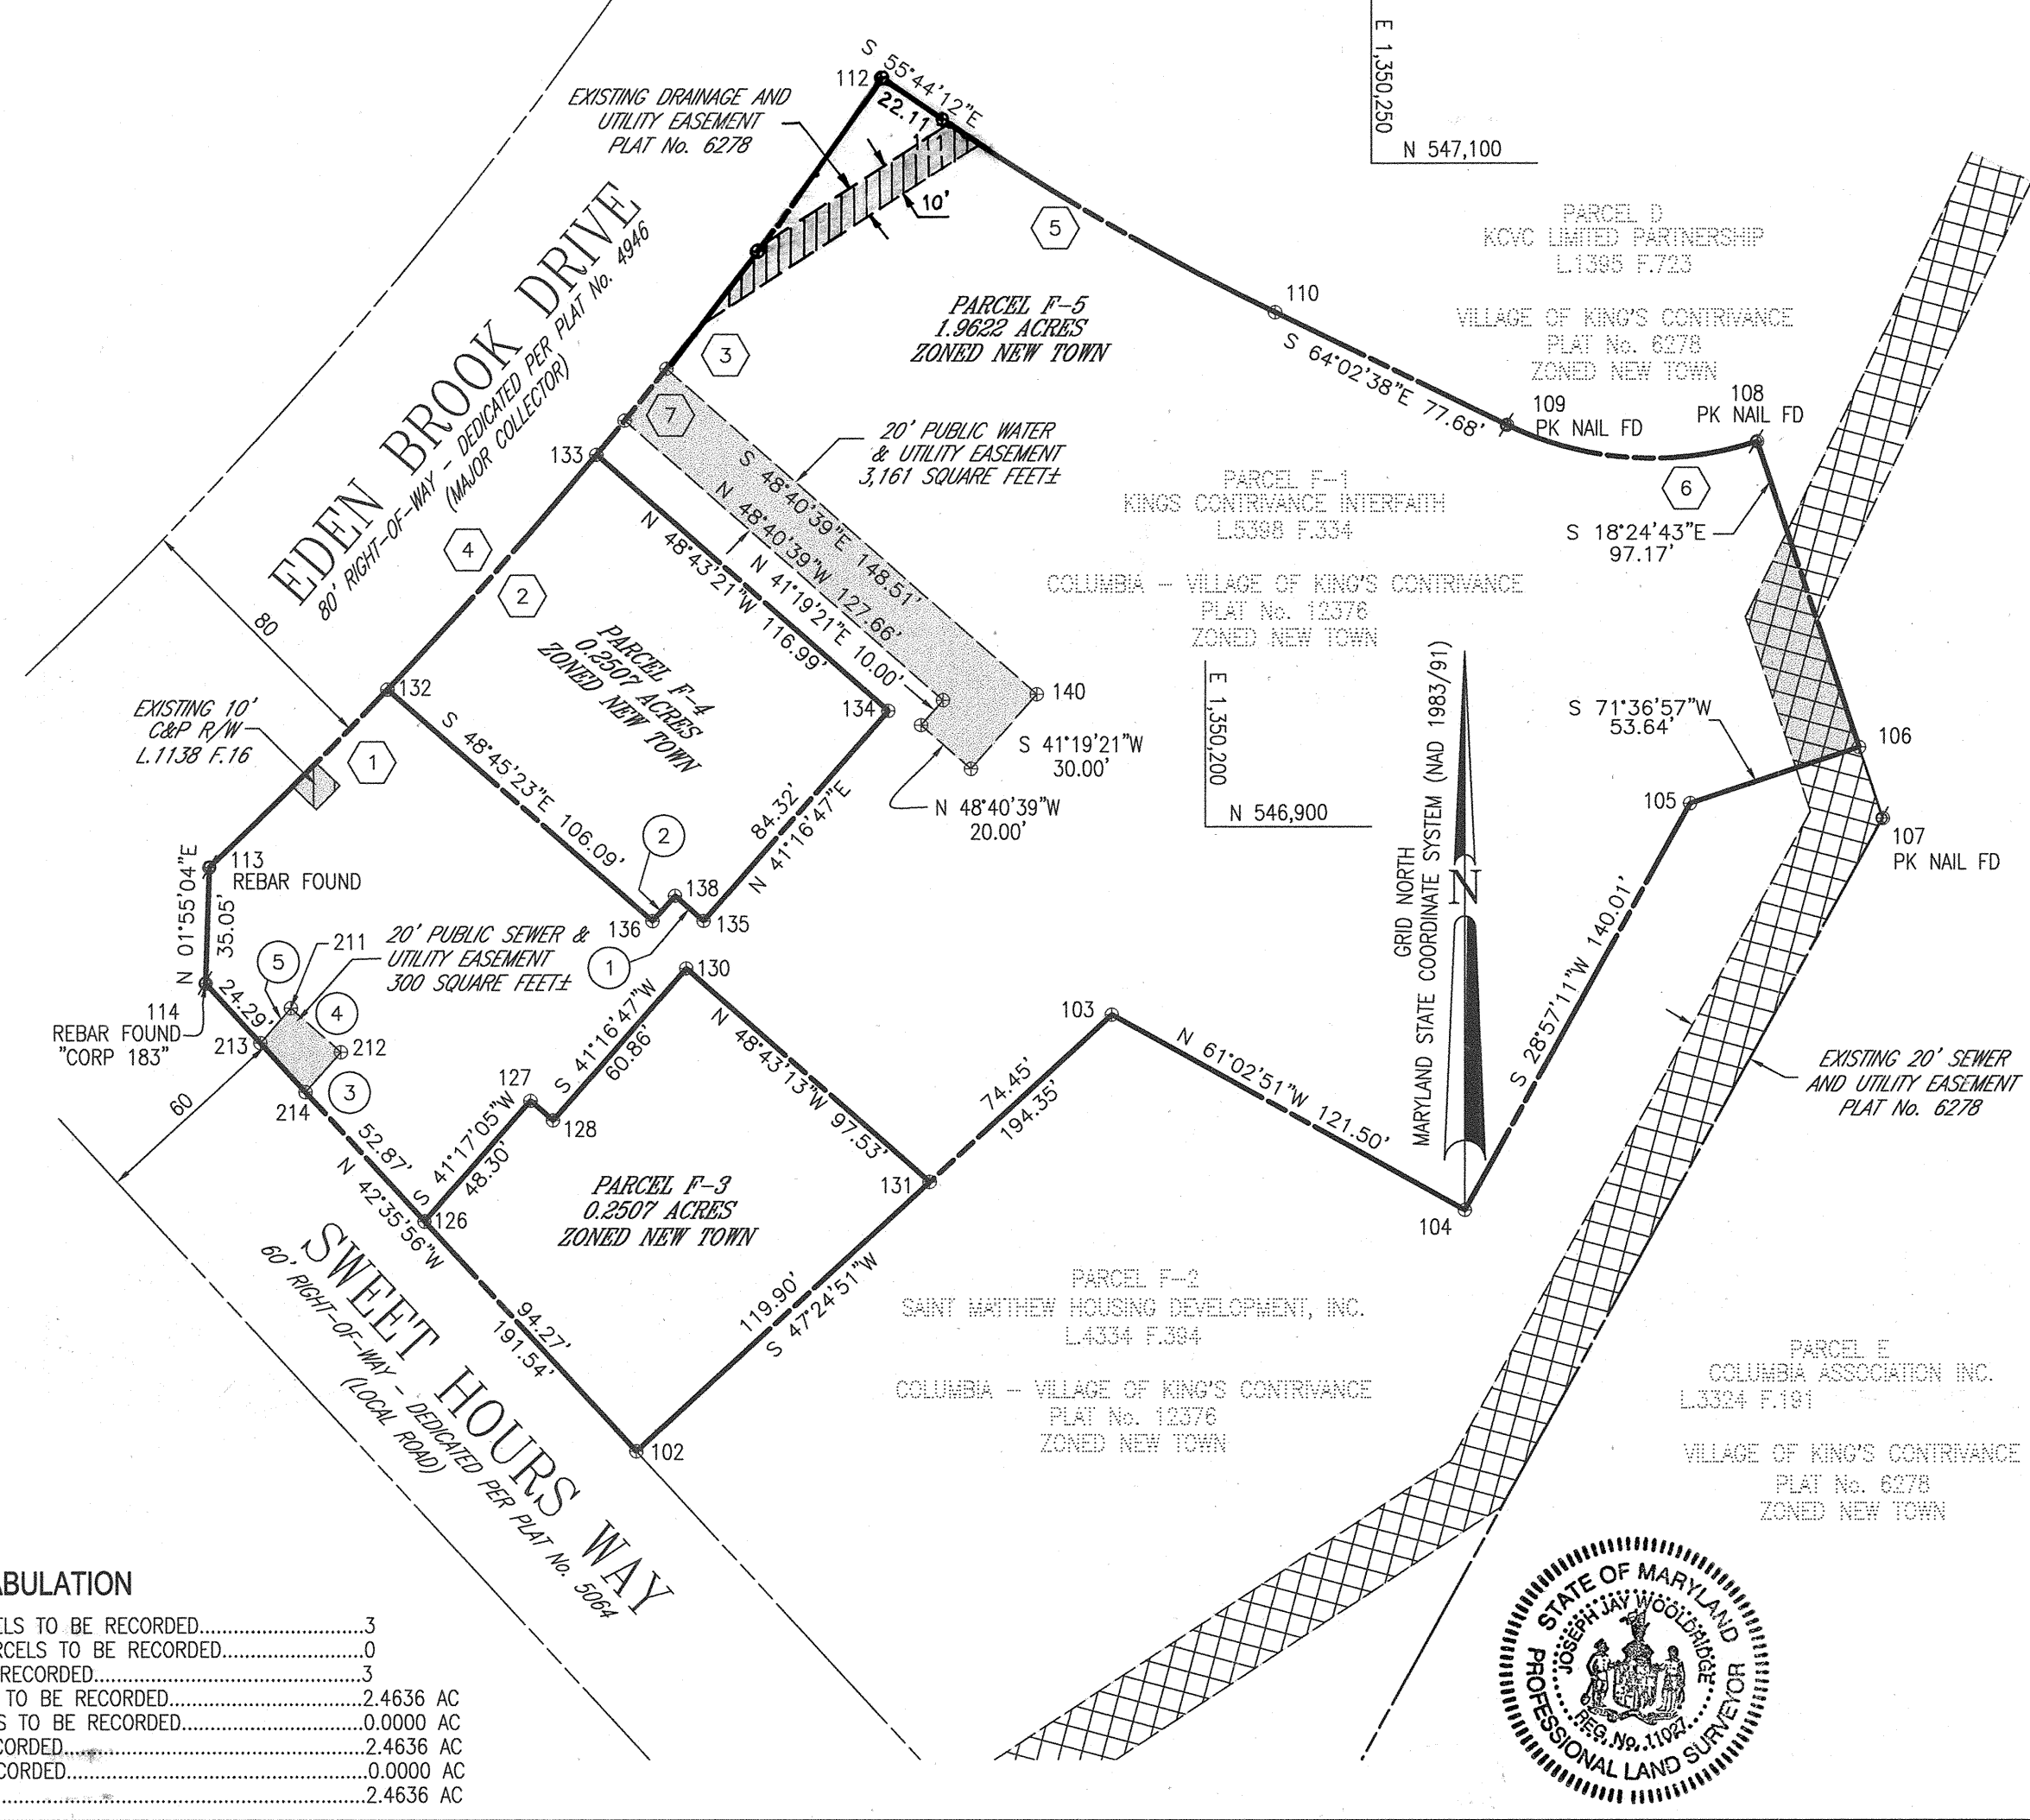 E 1,350,250
N 547,100
S 55°44'12"E
22.11'
112
111
EXISTING DRAINAGE AND
UTILITY EASEMENT
PLAT No. 6278
10'
5
110
S 64°02'38"E 77.68'
PARCEL D
KCVC LIMITED PARTNERSHIP
L.1395 F.723
VILLAGE OF KING'S CONTRIVANCE
PLAT No. 6278
ZONED NEW TOWN
109
PK NAIL FD
108
PK NAIL FD
6
S 18°24'43"E
97.17'
EDEN BROOK DRIVE
80' RIGHT-OF-WAY - DEDICATED PER PLAT No. 4946
(MAJOR COLLECTOR)
PARCEL F-5
1.9622 ACRES
ZONED NEW TOWN
3
7
133
20' PUBLIC WATER
& UTILITY EASEMENT
3,161 SQUARE FEET±
S 48°40'39"E 148.51'
N 48°40'39"W 127.66'
N 41°19'21"E 10.00'
N 48°43'21"W 116.99'
4
2
80
132
PARCEL F-4
0.2507 ACRES
ZONED NEW TOWN
134
140
S 41°19'21"W
30.00'
N 48°40'39"W
20.00'
PARCEL F-1
KINGS CONTRIVANCE INTERFAITH
L.5398 F.334
COLUMBIA - VILLAGE OF KING'S CONTRIVANCE
PLAT No. 12376
ZONED NEW TOWN
E 1,350,200
N 546,900
S 71°36'57"W
53.64'
106
105
107
PK NAIL FD
GRID NORTH
MARYLAND STATE COORDINATE SYSTEM (NAD 1983/91)
N
EXISTING 10'
C&P R/W
L.1138 F.16
1
S 48°45'23"E 106.09'
84.32'
N 41°16'47"E
2
138
136
135
1
113
REBAR FOUND
N 01°55'04"E
35.05'
114
REBAR FOUND
"CORP 183"
24.29'
5
211
4
213
212
214
3
20' PUBLIC SEWER &
UTILITY EASEMENT
300 SQUARE FEET±
60
130
S 41°16'47"W
60.86'
N 48°43'13"W 97.53'
127
128
S 41°17'05"W
48.30'
52.87'
N 42°35'56"W
126
PARCEL F-3
0.2507 ACRES
ZONED NEW TOWN
131
103
74.45'
194.35'
N 61°02'51"W 121.50'
104
S 28°57'11"W 140.01'
EXISTING 20' SEWER
AND UTILITY EASEMENT
PLAT No. 6278
119.90'
S 47°24'51"W
94.27'
191.54'
102
SWEET HOURS WAY
60' RIGHT-OF-WAY - DEDICATED PER PLAT No. 5064
(LOCAL ROAD)
PARCEL F-2
SAINT MATTHEW HOUSING DEVELOPMENT, INC.
L.4334 F.394
COLUMBIA - VILLAGE OF KING'S CONTRIVANCE
PLAT No. 12376
ZONED NEW TOWN
PARCEL E
COLUMBIA ASSOCIATION INC.
L.3324 F.191
VILLAGE OF KING'S CONTRIVANCE
PLAT No. 6278
ZONED NEW TOWN
ABULATION
ELS TO BE RECORDED.............................3
RCELS TO BE RECORDED.........................0
RECORDED.................................................3
TO BE RECORDED...................................2.4636 AC
S TO BE RECORDED................................0.0000 AC
CORDED......................................................2.4636 AC
CORDED......................................................0.0000 AC
..................................................................2.4636 AC
STATE OF MARYLAND
JOSEPH JAY WOOLDRIDGE
REG. No. 11027
PROFESSIONAL LAND SURVEYOR